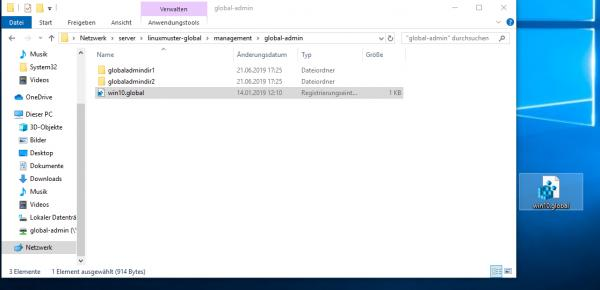 Verwalten global-admin
Datei Start Freigeben Ansicht Anwendungstools
Netzwerk server linuxmuster-global management global-admin "global-admin" durchsuchen
Name Änderungsdatum Typ Größe
Musik
System32
Videos
OneDrive
Dieser PC
3D-Objekte
Bilder
Desktop
Dokumente
Downloads
Musik
Videos
Lokaler Datenträ
global-admin (\\
Netzwerk
globaladmindir1 21.06.2019 17:25 Dateiordner
globaladmindir2 21.06.2019 17:25 Dateiordner
win10.global 14.01.2019 12:10 Registrierungseint... 1 KB
win10.global
3 Elemente 1 Element ausgewählt (914 Bytes)